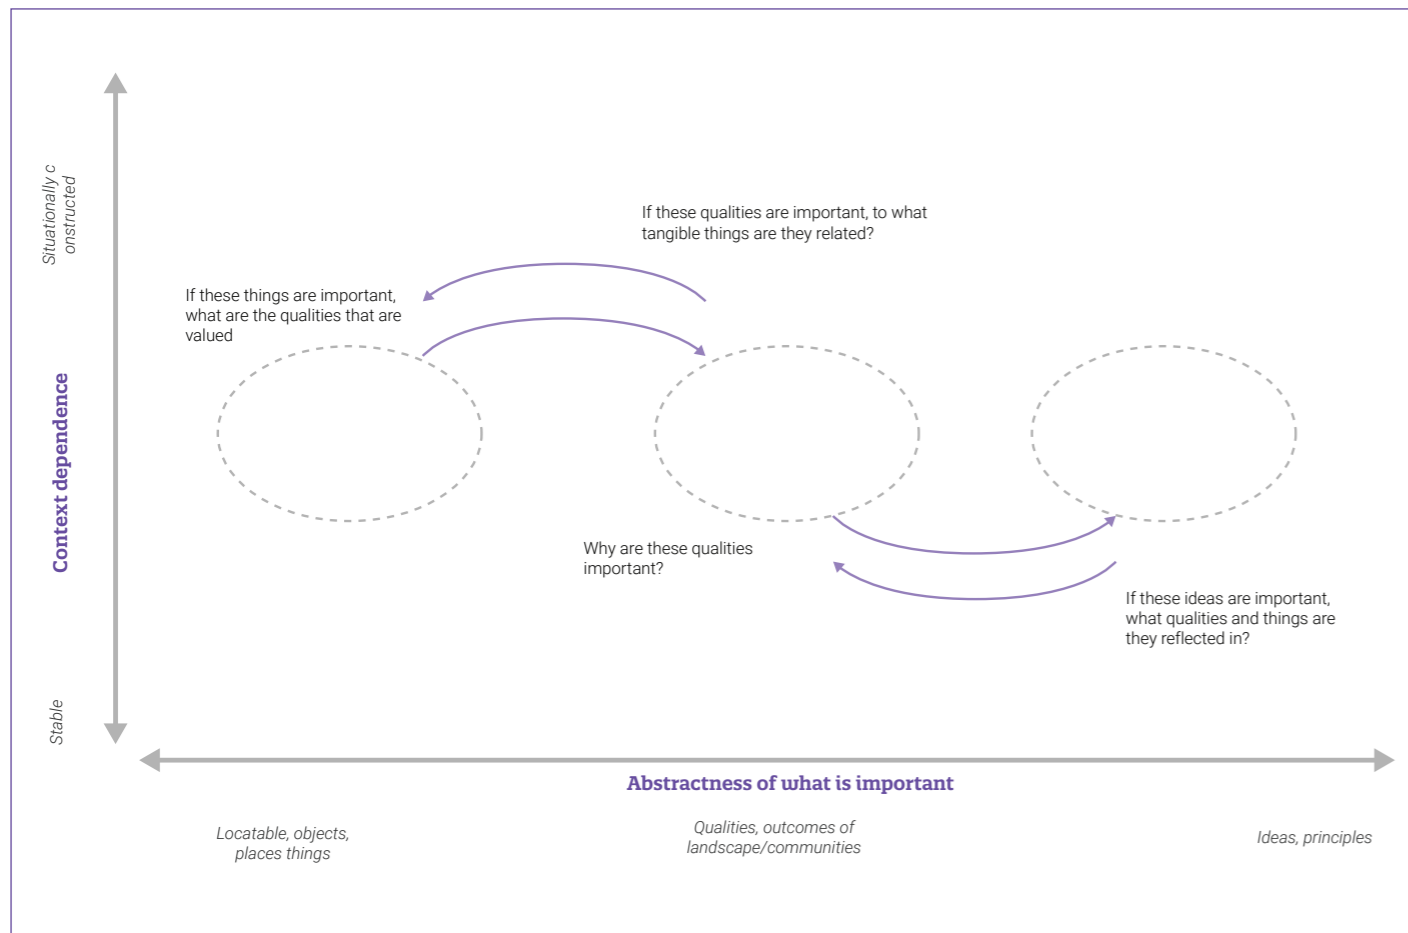 Situationally c
onstructed
If these qualities are important, to what
tangible things are they related?
If these things are important,
what are the qualities that are
valued
Context dependence
Why are these qualities
important?
If these ideas are important,
what qualities and things are
they reflected in?
Stable
Abstractness of what is important
Locatable, objects,
places things
Qualities, outcomes of
landscape/communities
Ideas, principles